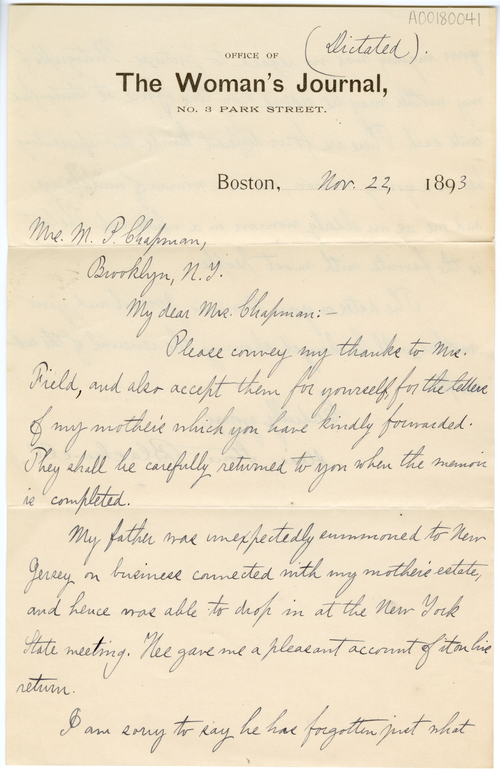 A00180041
(Dictated).
OFFICE OF
The Woman's Journal,
NO. 3 PARK STREET.
Boston, Nov. 22, 1893
Mrs. M. P. Chapman,
Brooklyn, N.Y.
My dear Mrs. Chapman:-
Please convey my thanks to Mrs.
Field, and also accept them for yourself, for the letters
of my mother's which you have kindly forwarded.
They shall be carefully returned to you when the memoir
is completed.
My father was unexpectedly summoned to New
Jersey on business connected with my mother's estate,
and hence was able to drop in at the New York
State meeting. Hee gave me a pleasant account of it on his
return.
I am sorry to say he has forgotten just what